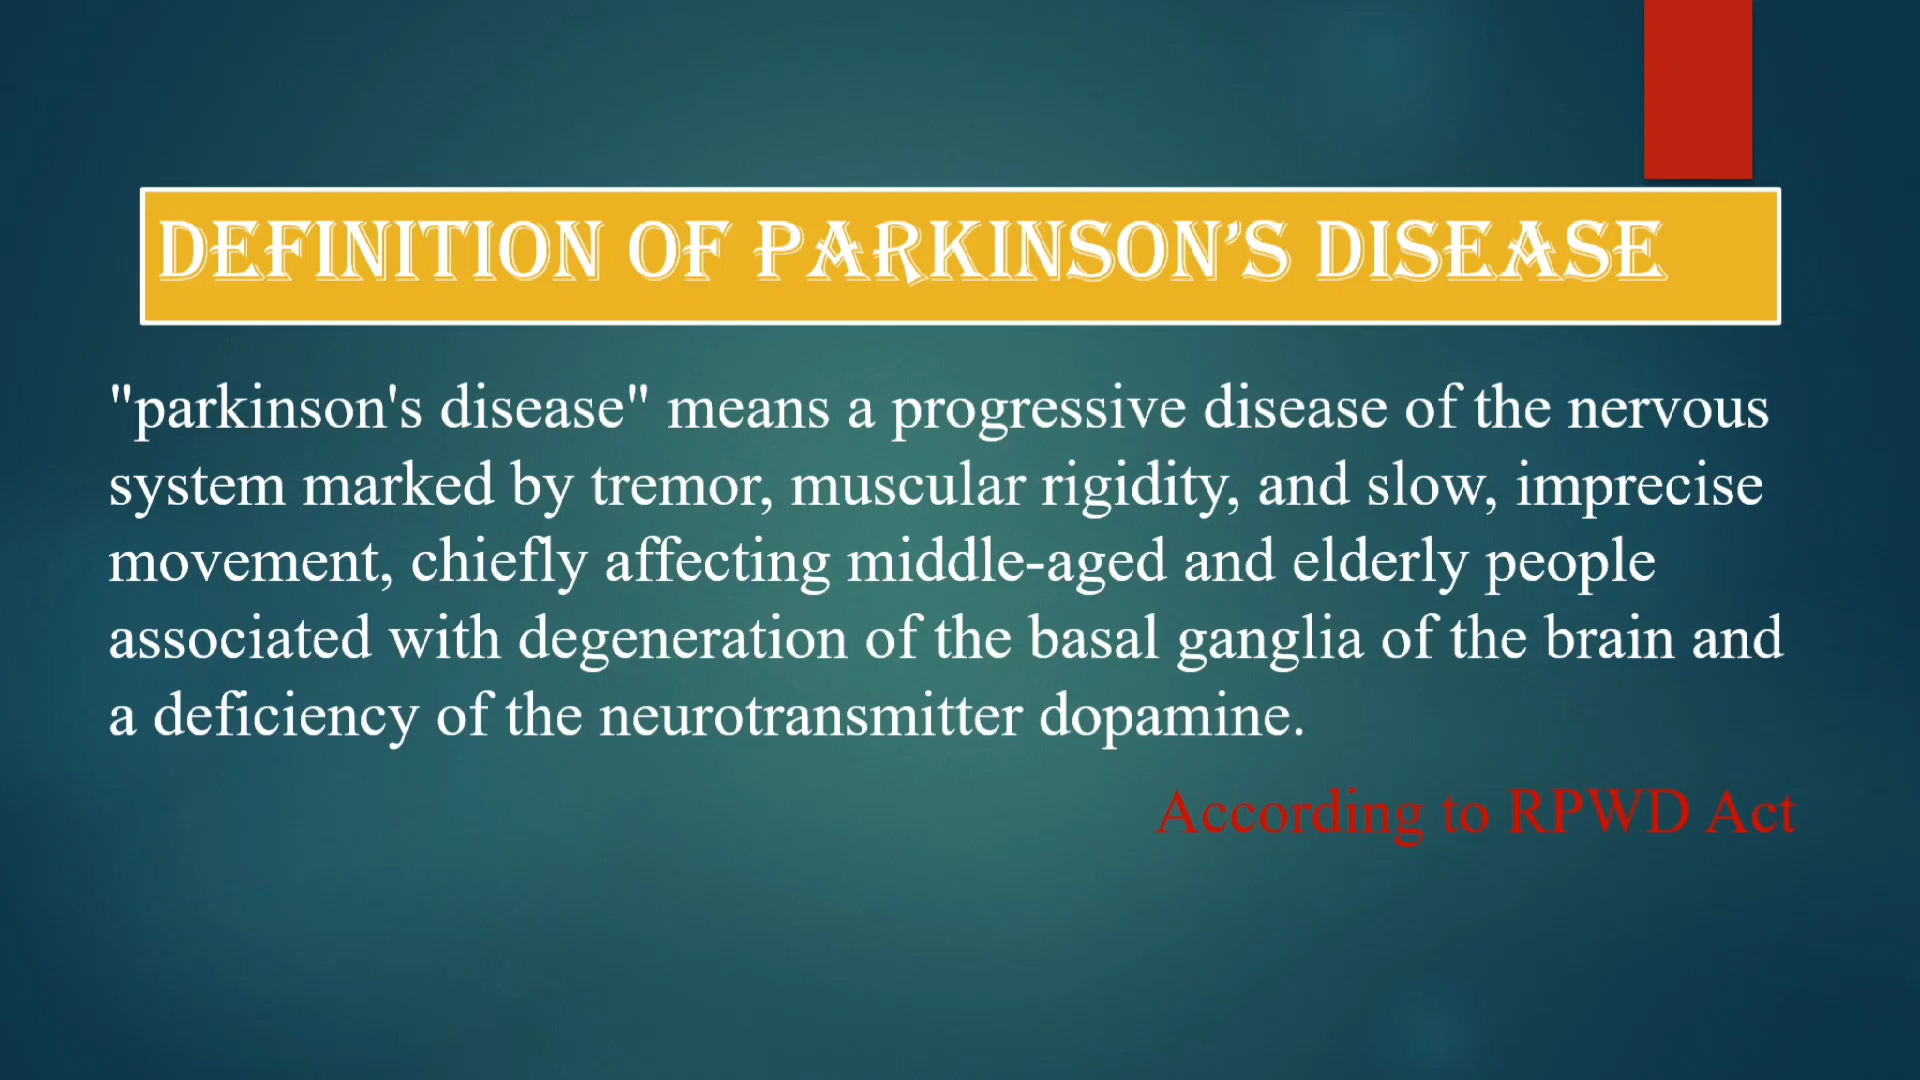 DEFINITION OF PARKINSON’S DISEASE
"parkinson's disease" means a progressive disease of the nervous
system marked by tremor, muscular rigidity, and slow, imprecise
movement, chiefly affecting middle-aged and elderly people
associated with degeneration of the basal ganglia of the brain and
a deficiency of the neurotransmitter dopamine.
According to RPWD Act